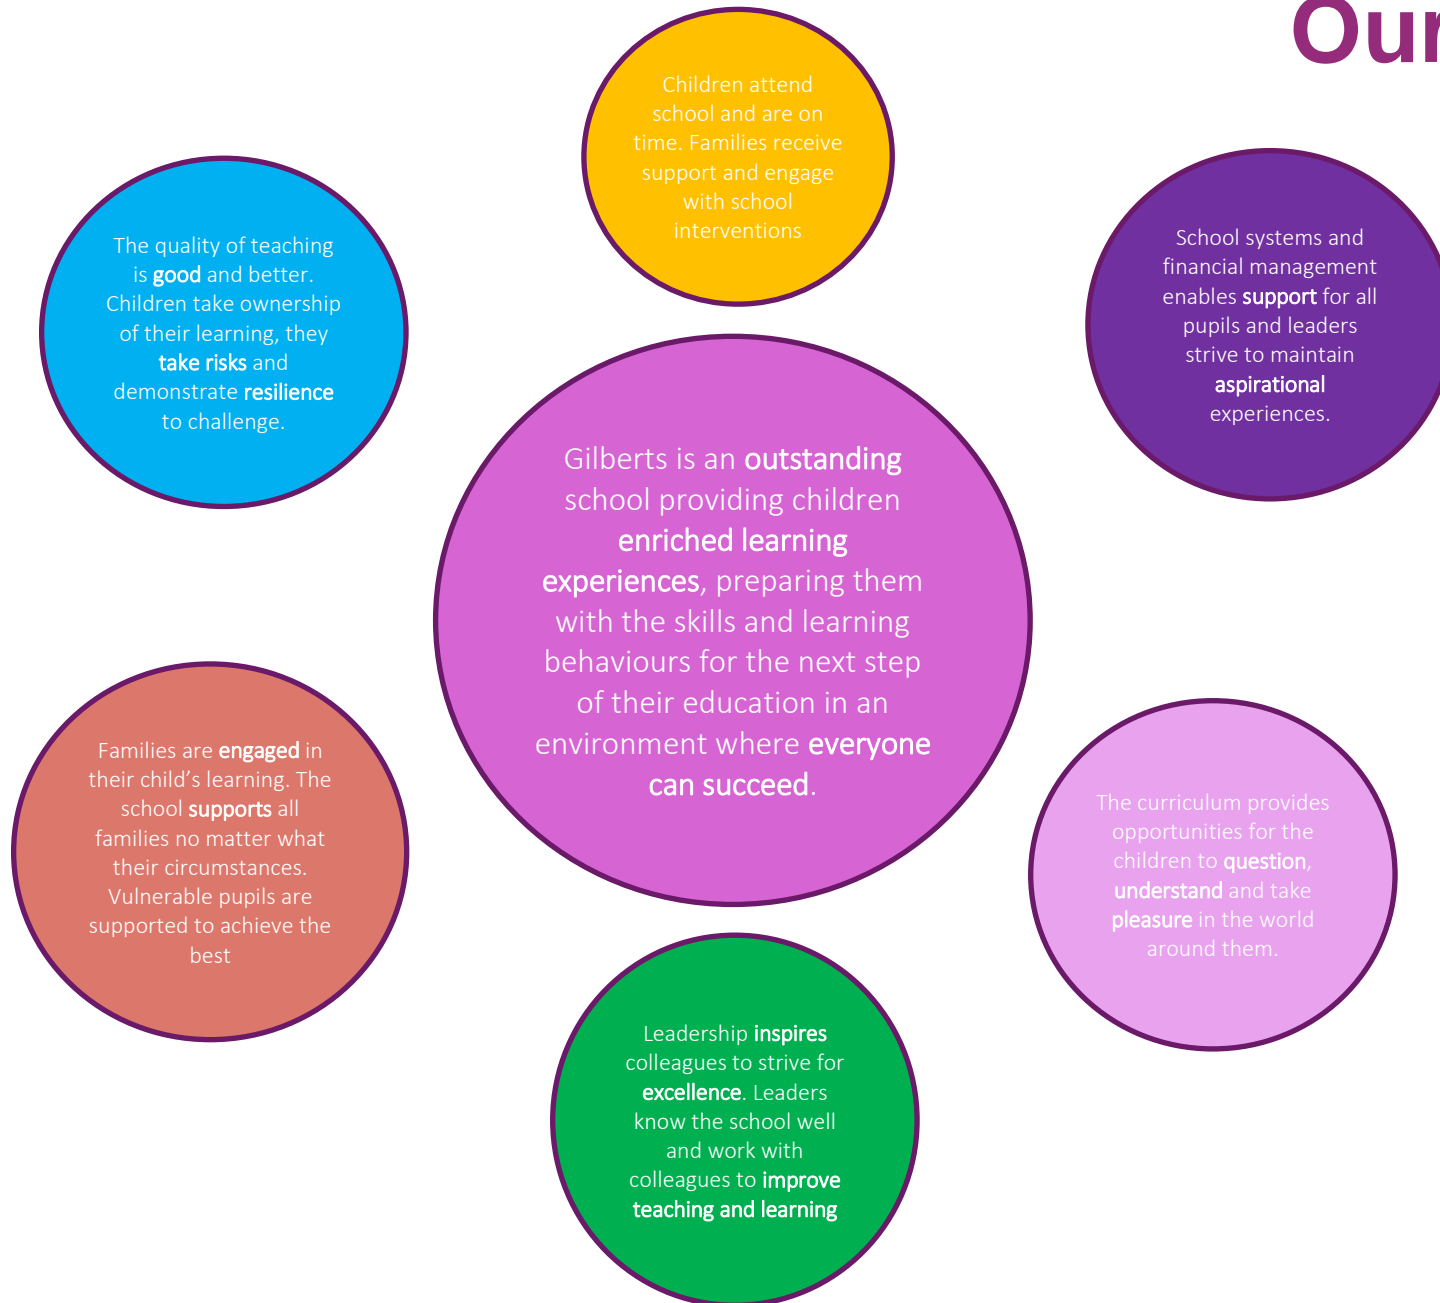 Our
Children attend
school and are on
time. Families receive
support and engage
with school
interventions
The quality of teaching
is good and better.
Children take ownership
of their learning, they
take risks and
demonstrate resilience
to challenge.
School systems and
financial management
enables support for all
pupils and leaders
strive to maintain
aspirational
experiences.
Gilberts is an outstanding
school providing children
enriched learning
experiences, preparing them
with the skills and learning
behaviours for the next step
of their education in an
environment where everyone
can succeed.
Families are engaged in
their child’s learning. The
school supports all
families no matter what
their circumstances.
Vulnerable pupils are
supported to achieve the
best
The curriculum provides
opportunities for the
children to question,
understand and take
pleasure in the world
around them.
Leadership inspires
colleagues to strive for
excellence. Leaders
know the school well
and work with
colleagues to improve
teaching and learning